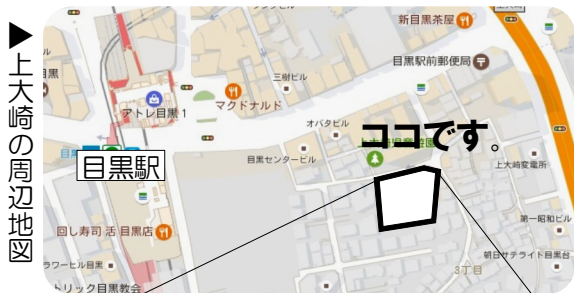 ▶上大崎の周辺地図
新目黒茶屋
目黒駅前郵便局
三樹ビル
マクドナルド
アトレ目黒1
オバタビル
ココです。
目黒センタービル
上大崎変電所
目黒駅
第一昭和ビル
回し寿司 活 目黒店
朝日サテライト目黒台
3丁目
ラワービル目黒
トリック目黒教会